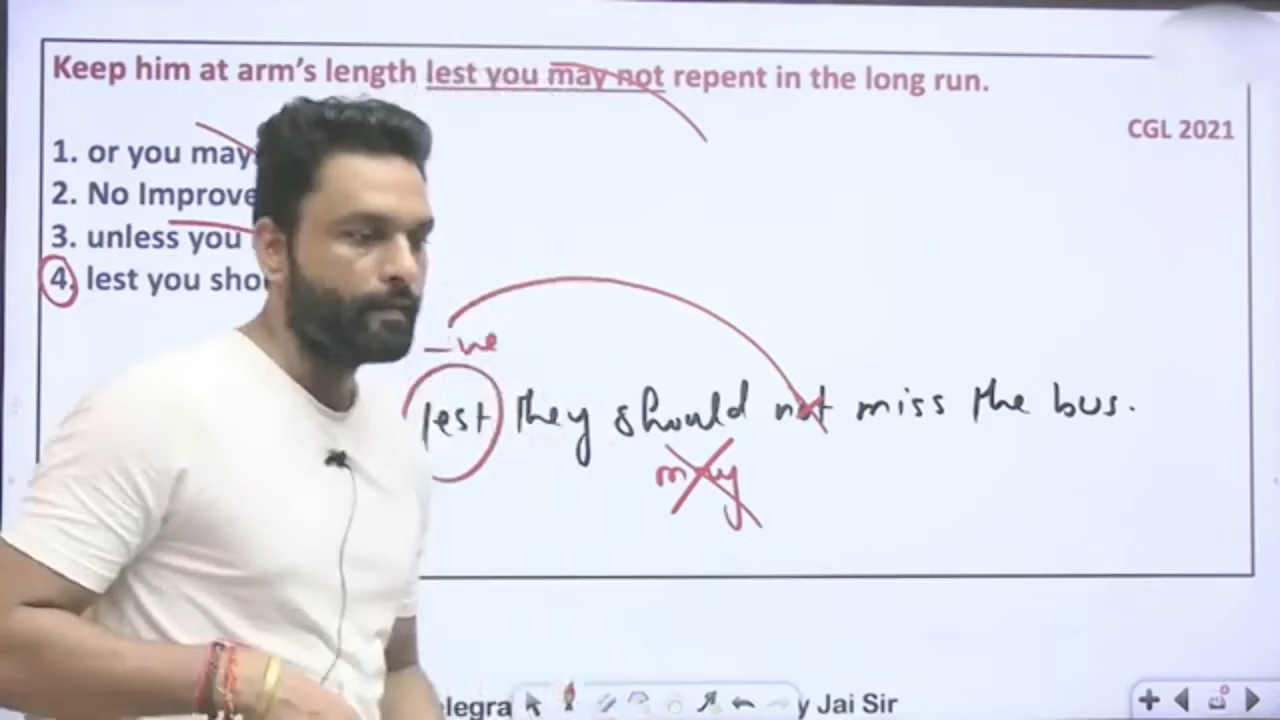 Keep him at arm's length lest you may not repent in the long run.
CGL 2021
1. or you may
2. No Improve
3. unless you
4. lest you sho
-ve
lest they should not miss the bus.
may
elegra y Jai Sir